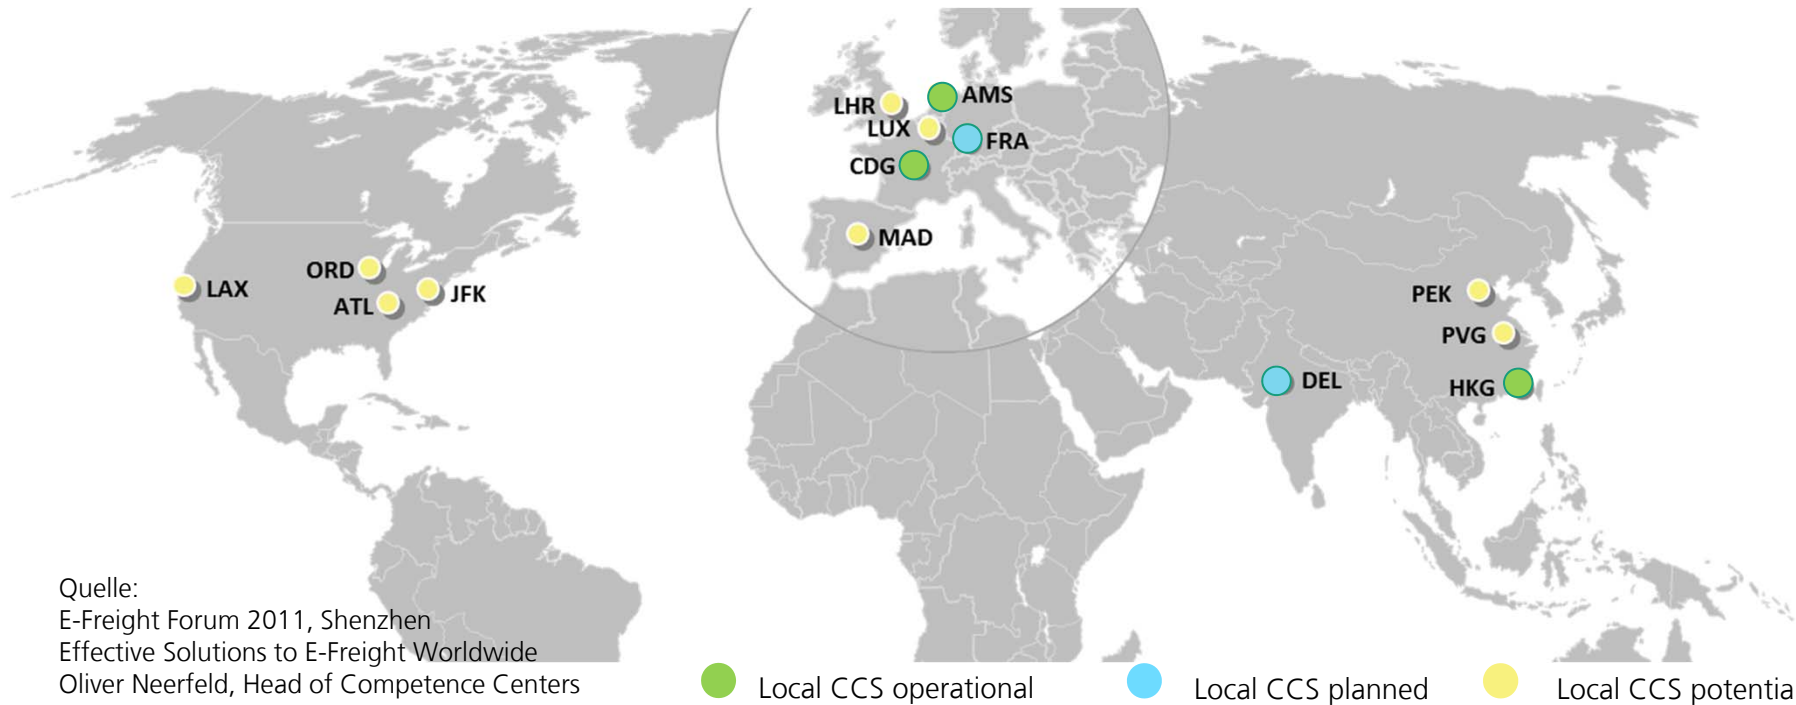 AMS
LHR
LUX
FRA
CDG
MAD
ORD
LAX
JFK
ATL
PEK
PVG
DEL
HKG
Quelle:
E-Freight Forum 2011, Shenzhen
Effective Solutions to E-Freight Worldwide
Oliver Neerfeld, Head of Competence Centers
Local CCS operational
Local CCS planned
Local CCS potentia